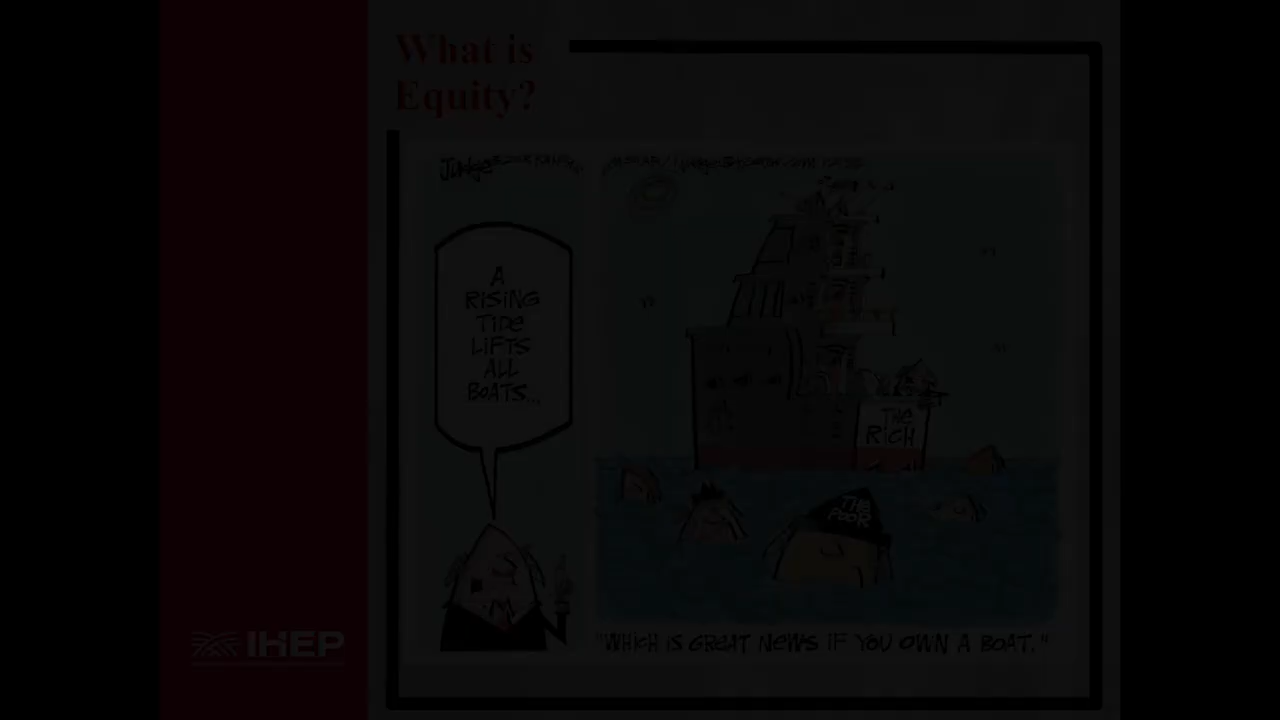 What is
Equity?
Judge
A
RISING
TIDE
LIFTS
ALL
BOATS...
THE
RICH
THE
POOR
IHEP
"WHICH IS GREAT NEWS IF YOU OWN A BOAT."